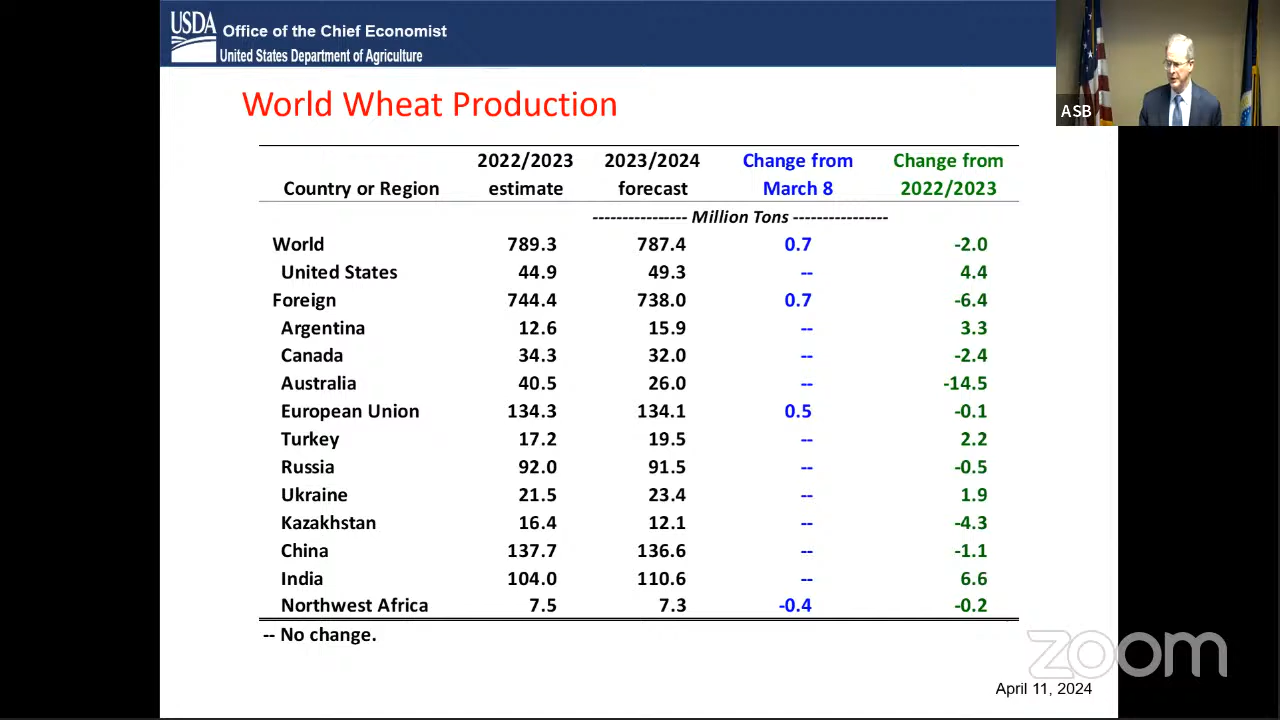 USDA Office of the Chief Economist
United States Department of Agriculture
ASB
World Wheat Production
Country or Region 2022/2023 estimate 2023/2024 forecast Change from March 8 Change from 2022/2023
---------------- Million Tons ----------------
World 789.3 787.4 0.7 -2.0
United States 44.9 49.3 -- 4.4
Foreign 744.4 738.0 0.7 -6.4
Argentina 12.6 15.9 -- 3.3
Canada 34.3 32.0 -- -2.4
Australia 40.5 26.0 -- -14.5
European Union 134.3 134.1 0.5 -0.1
Turkey 17.2 19.5 -- 2.2
Russia 92.0 91.5 -- -0.5
Ukraine 21.5 23.4 -- 1.9
Kazakhstan 16.4 12.1 -- -4.3
China 137.7 136.6 -- -1.1
India 104.0 110.6 -- 6.6
Northwest Africa 7.5 7.3 -0.4 -0.2
-- No change.
zoom
April 11, 2024